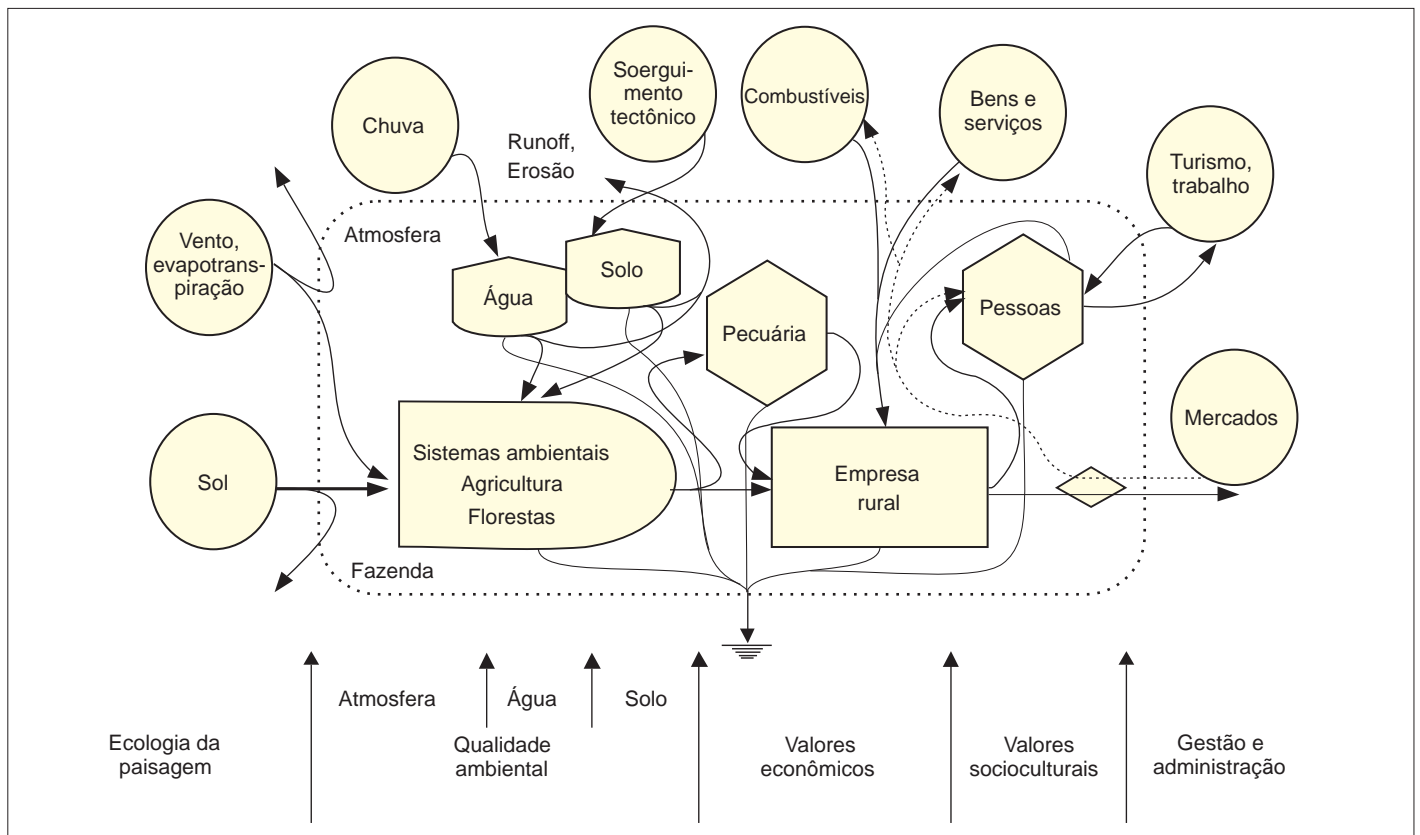 Chuva
Soergui-
mento
tectônico
Combustíveis
Bens e
serviços
Runoff,
Erosão
Turismo,
trabalho
Vento,
evapotrans-
piração
Atmosfera
Água
Solo
Pecuária
Pessoas
Sol
Sistemas ambientais
Agricultura
Florestas
Empresa
rural
Mercados
Fazenda
Atmosfera
Água
Solo
Ecologia da
paisagem
Qualidade
ambiental
Valores
econômicos
Valores
socioculturais
Gestão e
administração